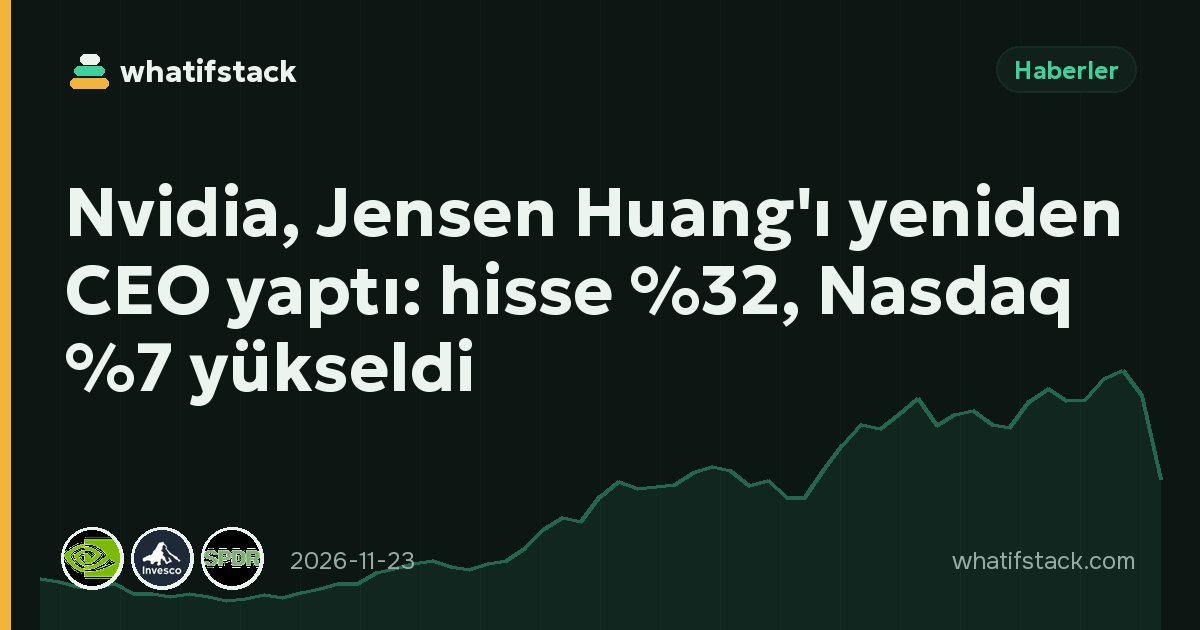 whatifstack
Haberler
Nvidia, Jensen Huang'ı yeniden
CEO yaptı: hisse %32, Nasdaq
%7 yükseldi
Invesco
SPDR
2026-11-23
whatifstack.com